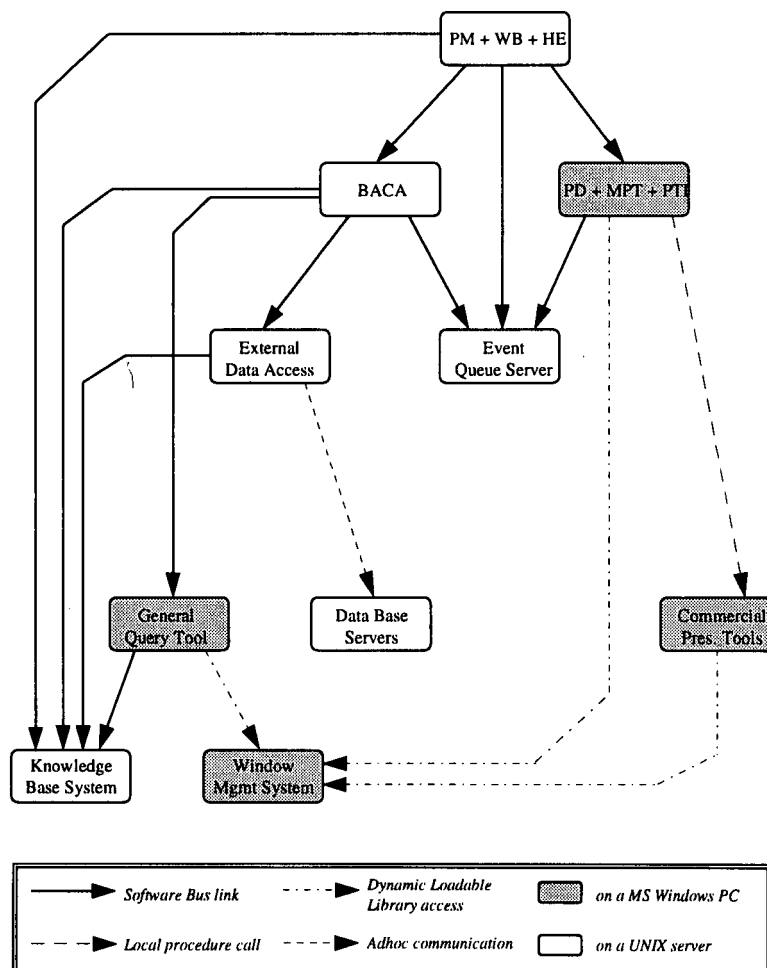 PM + WB + HE
BACA
PD + MPT + PTI
External
Data Access
Event
Queue Server
General
Query Tool
Data Base
Servers
Commercial
Pres. Tools
Knowledge
Base System
Window
Mgmt System
Software Bus link
Dynamic Loadable
Library access
on a MS Windows PC
Local procedure call
Adhoc communication
on a UNIX server